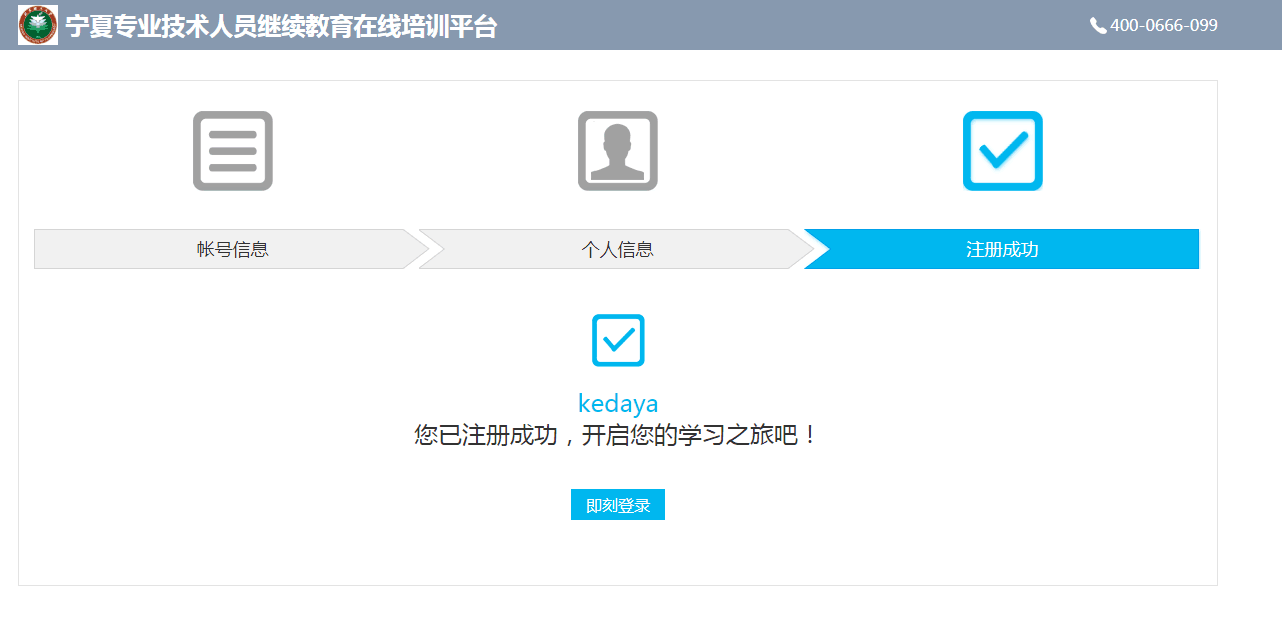 宁夏专业技术人员继续教育在线培训平台
400-0666-099
帐号信息
个人信息
注册成功
kedaya
您已注册成功，开启您的学习之旅吧！
即刻登录